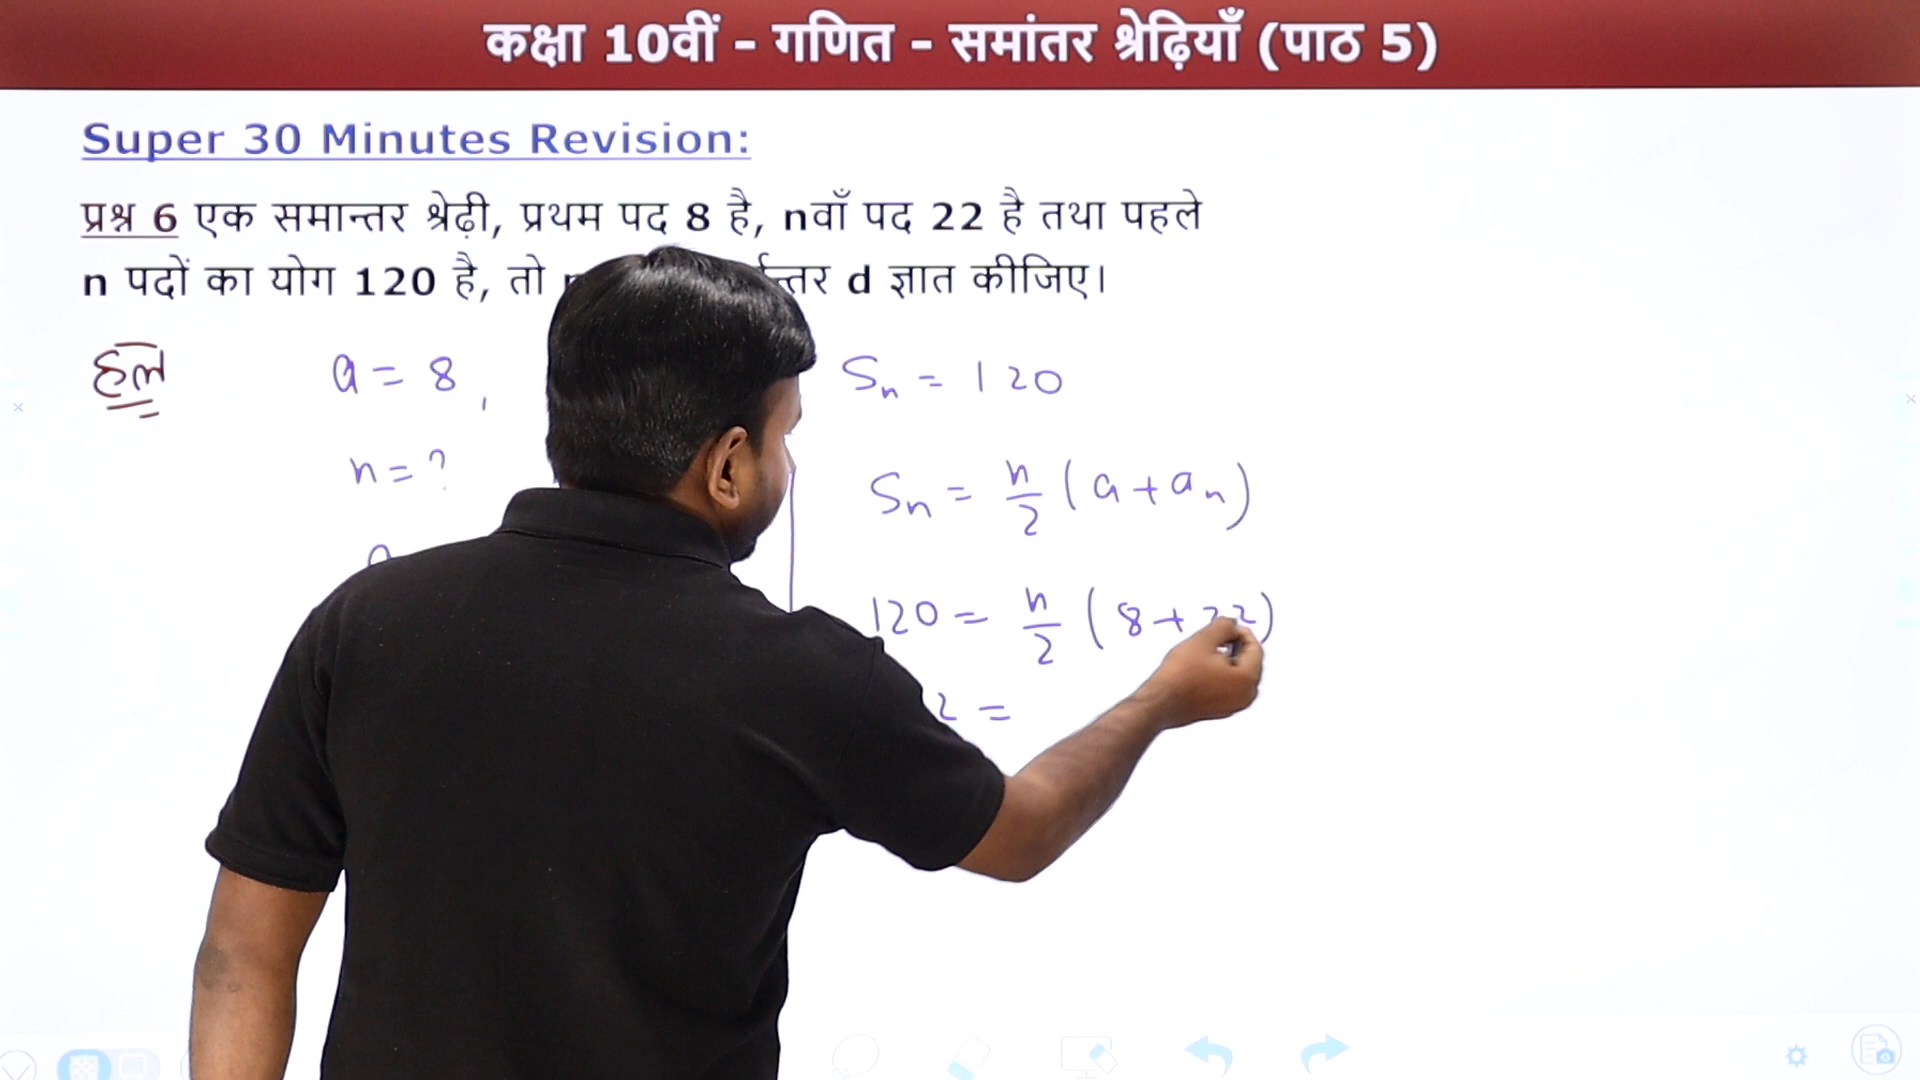 कक्षा 10वीं - गणित - समांतर श्रेढ़ियाँ (पाठ 5)
Super 30 Minutes Revision:
प्रश्न 6 एक समान्तर श्रेढ़ी, प्रथम पद 8 है, nवाँ पद 22 है तथा पहले
n पदों का योग 120 है, तो d ज्ञात कीजिए।
हल a = 8 , Sn = 120
n = ? Sn = n/2 (a + an)
120 = n/2 (8 + 22)
2 =